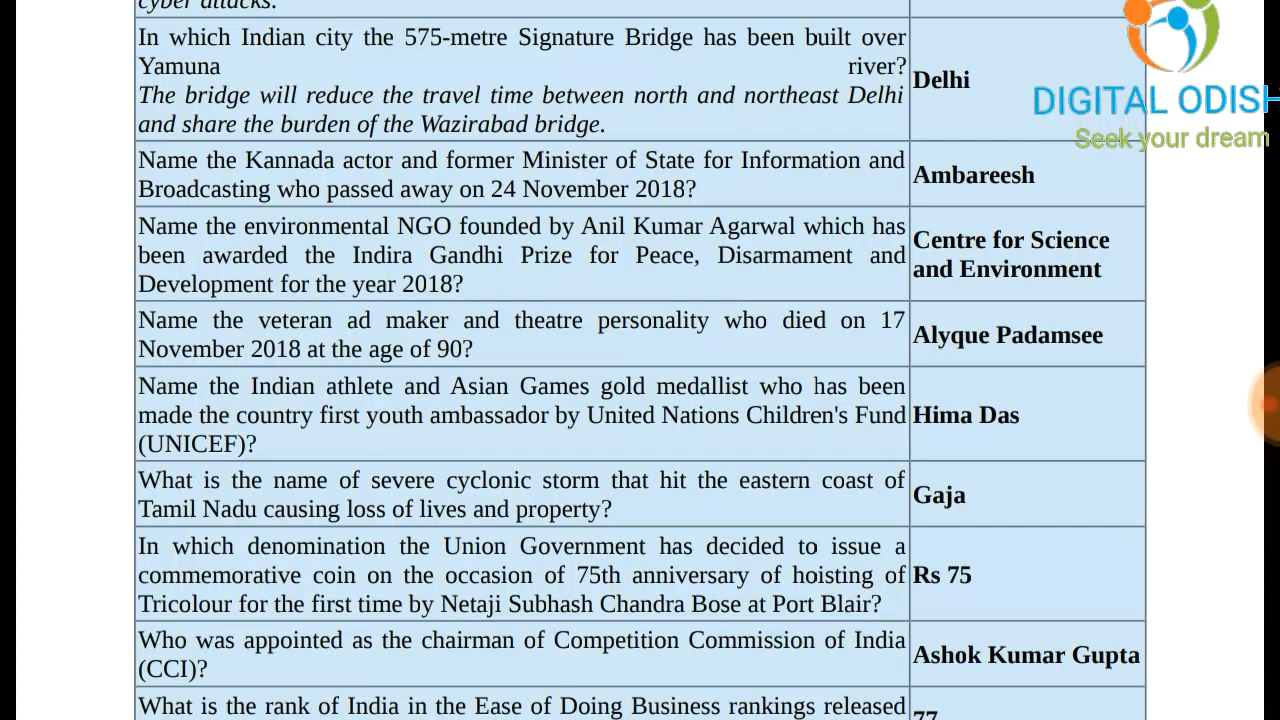 cyber attacks.
In which Indian city the 575-metre Signature Bridge has been built over
Yamuna river?
The bridge will reduce the travel time between north and northeast Delhi
and share the burden of the Wazirabad bridge.
Delhi
DIGITAL ODISH
Seek your dream
Name the Kannada actor and former Minister of State for Information and
Broadcasting who passed away on 24 November 2018?
Ambareesh
Name the environmental NGO founded by Anil Kumar Agarwal which has
been awarded the Indira Gandhi Prize for Peace, Disarmament and
Development for the year 2018?
Centre for Science
and Environment
Name the veteran ad maker and theatre personality who died on 17
November 2018 at the age of 90?
Alyque Padamsee
Name the Indian athlete and Asian Games gold medallist who has been
made the country first youth ambassador by United Nations Children's Fund
(UNICEF)?
Hima Das
What is the name of severe cyclonic storm that hit the eastern coast of
Tamil Nadu causing loss of lives and property?
Gaja
In which denomination the Union Government has decided to issue a
commemorative coin on the occasion of 75th anniversary of hoisting of
Tricolour for the first time by Netaji Subhash Chandra Bose at Port Blair?
Rs 75
Who was appointed as the chairman of Competition Commission of India
(CCI)?
Ashok Kumar Gupta
What is the rank of India in the Ease of Doing Business rankings released
77